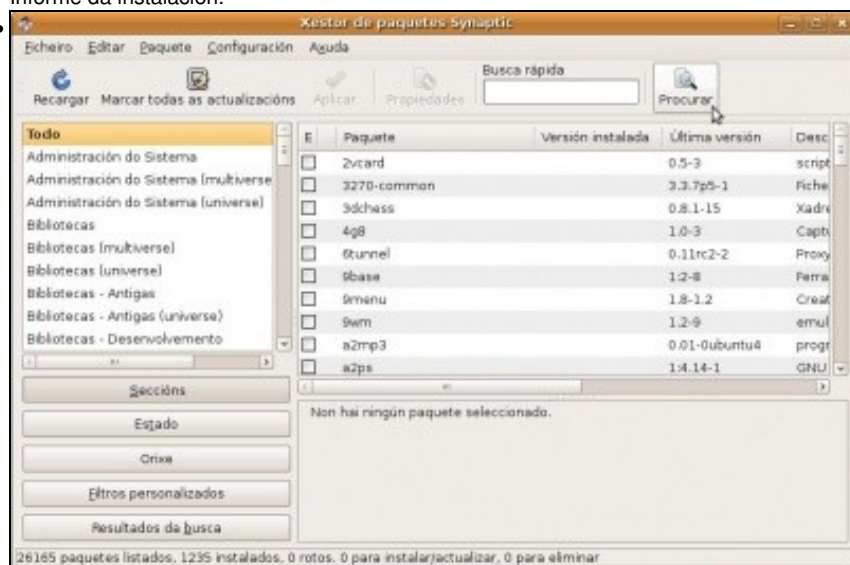 informe da instalación.
Xestor de paquetes Synaptic
Ficheiro Editar Paquete Configuración Axuda
Recargar Marcar todas as actualizacións Aplicar Propiedades Busca rápida Procurar
Todo
Administración do Sistema
Administración do Sistema (multiverse
Administración do Sistema (universe)
Bibliotecas
Bibliotecas (multiverse)
Bibliotecas (universe)
Bibliotecas - Antigas
Bibliotecas - Antigas (universe)
Bibliotecas - Desenvolvemento
Seccións
Estado
Orixe
Filtros personalizados
Resultados da busca
E Paquete Versión instalada Última versión Desc
2vcard 0.5-3 script
3270-common 3.3.7p5-1 Fiche
3dchess 0.8.1-15 Xadre
4g8 1.0-3 Captu
6tunnel 0.11rc2-2 Proxy
9base 1:2-8 Ferra
9menu 1.8-1.2 Creat
9wm 1.2-9 emul
a2mp3 0.01-0ubuntu4 progr
a2ps 1:4.14-1 GNU
Non hai ningún paquete seleccionado.
26165 paquetes listados, 1235 instalados, 0 rotos. 0 para instalar/actualizar, 0 para eliminar